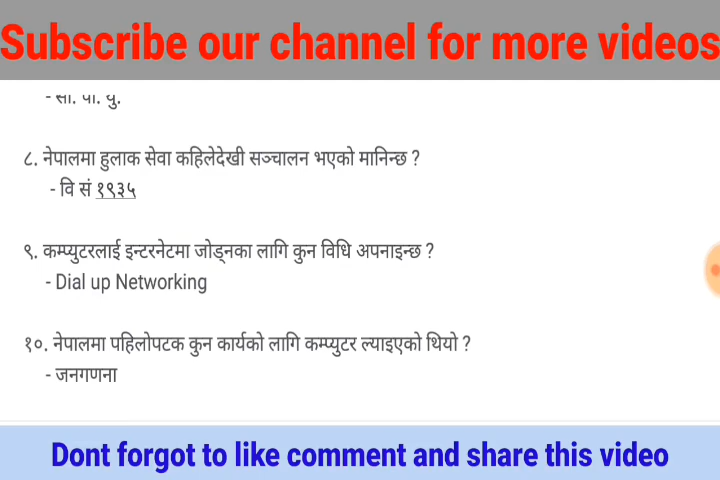 Subscribe our channel for more videos
- सी. पी. यु.
८. नेपालमा हुलाक सेवा कहिलेदेखी सञ्चालन भएको मानिन्छ ?
- वि सं १९३५
९. कम्प्युटरलाई इन्टरनेटमा जोड्नका लागि कुन विधि अपनाइन्छ ?
- Dial up Networking
१०. नेपालमा पहिलोपटक कुन कार्यको लागि कम्प्युटर ल्याइएको थियो ?
- जनगणना
Dont forgot to like comment and share this video